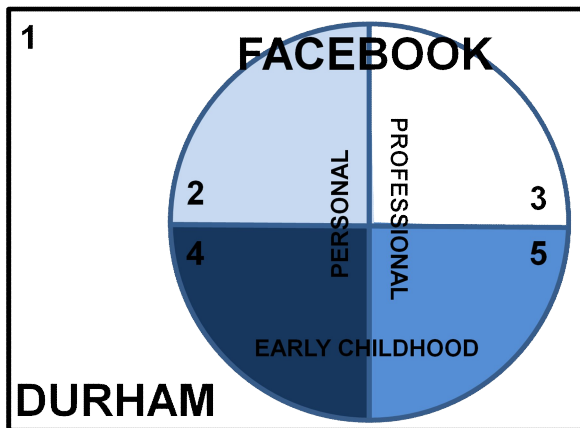 1
FACEBOOK
PERSONAL
PROFESSIONAL
2
3
4
5
EARLY CHILDHOOD
DURHAM